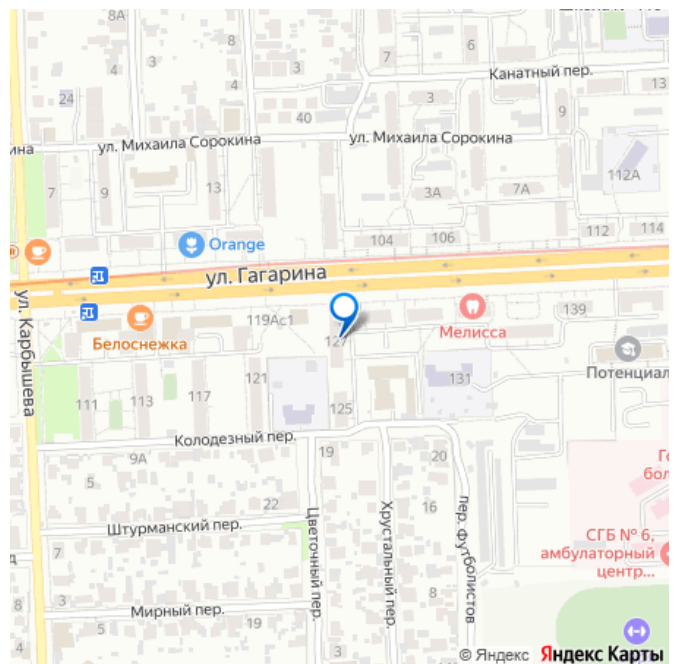 8А
8
7
6
3
4
3
4
Канатный пер.
13
24
40
3
9
ина
ул. Михаила Сорокина
ул. Михаила Сорокина
7
9
13
3А
7А
112А
Orange
104
106
112
114
ул. Гагарина
ул. Карбышева
Белоснежка
119Ас1
127
Мелисса
139
Потенциал
111
113
117
121
125
131
Колодезный пер.
9А
5
19
20
22
16
Штурманский пер.
Цветочный пер.
Хрустальный пер.
пер. Футболистов
7
5
8
3
4
Мирный пер.
Го
бол
СГБ № 6,
амбулаторный
центр...
© Яндекс Яндекс Карты